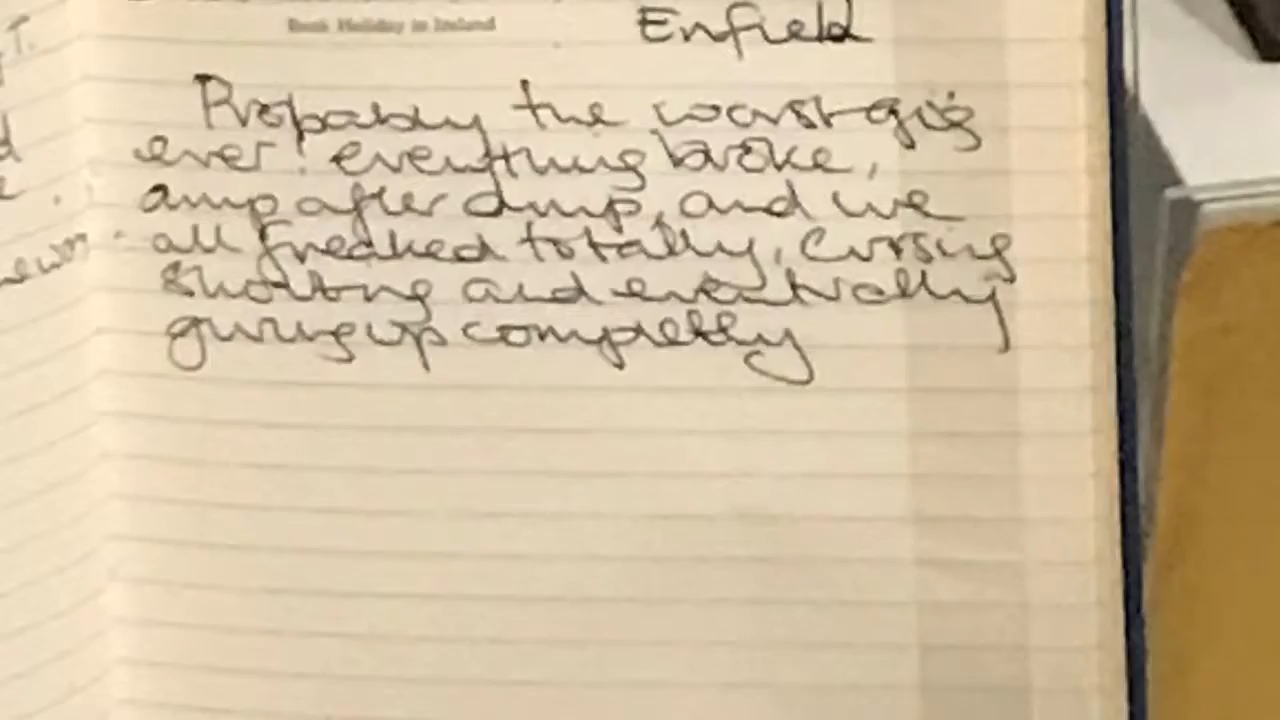 Bank Holiday in Ireland
Enfield
Probably the worst gig
ever! everything broke,
amp after amp, and we
all freaked totally, cursing
shouting and eventually
giving up completely